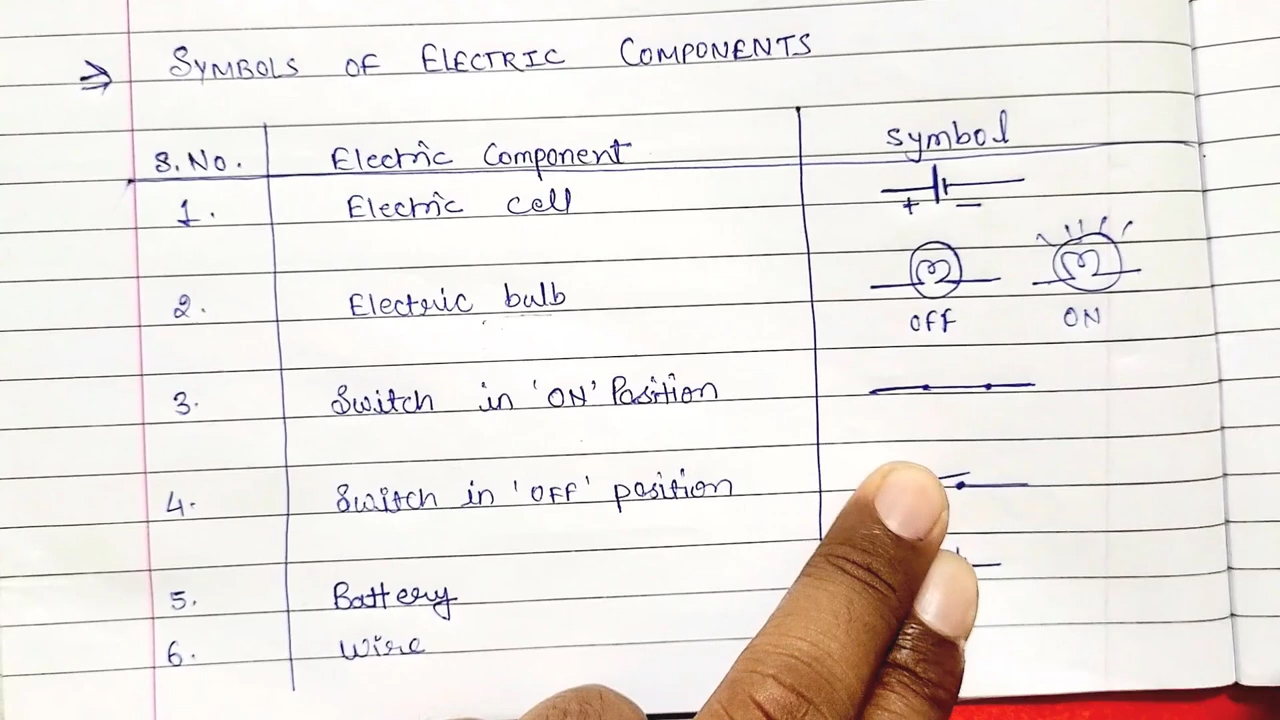 → SYMBOLS OF ELECTRIC COMPONENTS
S. No. Electric Component Symbol
1. Electric cell + −
2. Electric bulb OFF ON
3. Switch in 'ON' Position
4. Switch in 'OFF' position
5. Battery
6. Wire